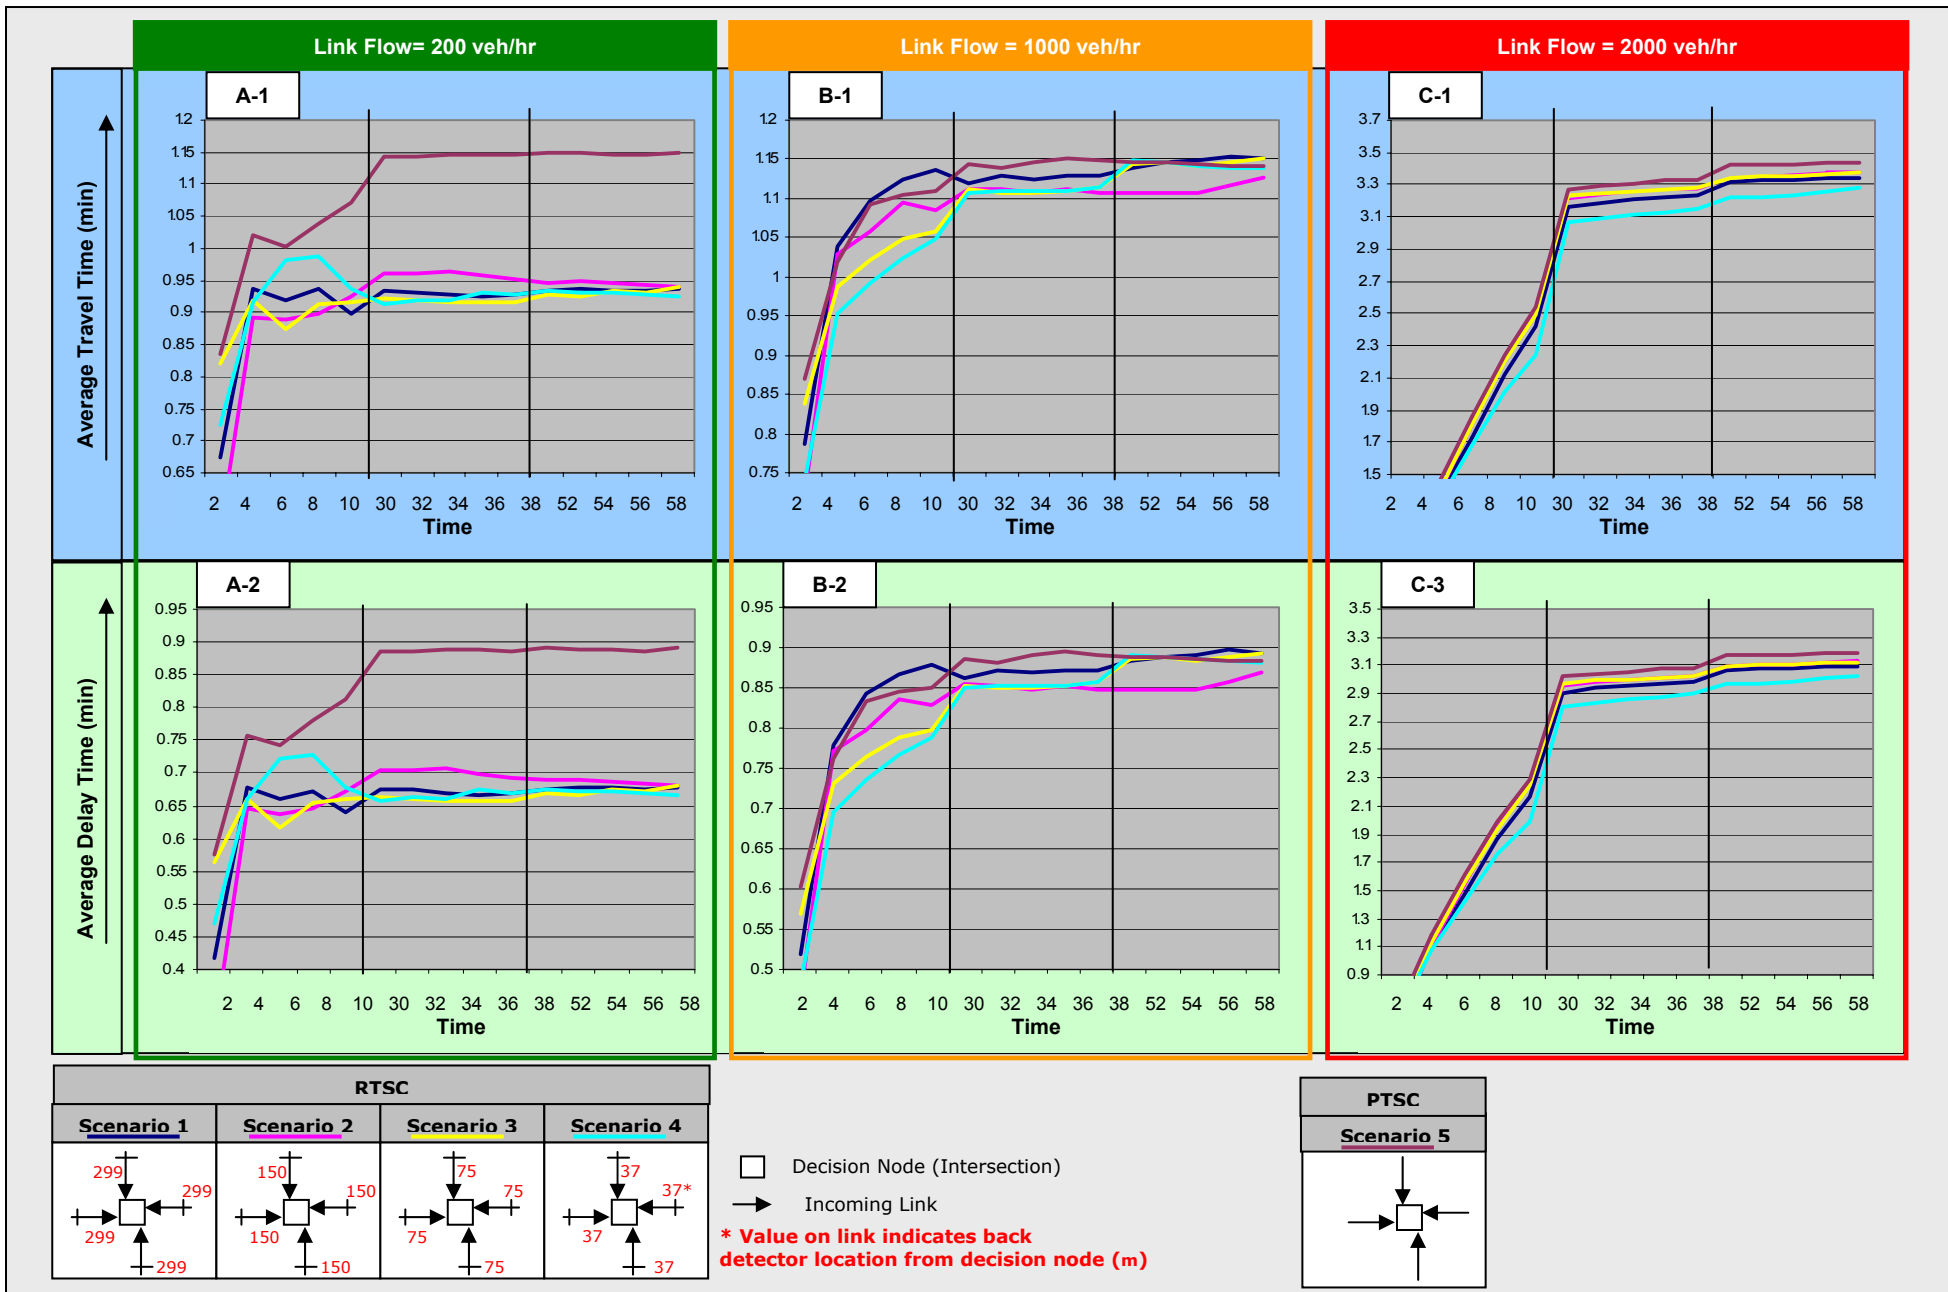 Link Flow= 200 veh/hr
Link Flow = 1000 veh/hr
Link Flow = 2000 veh/hr
Average Travel Time (min)
A-1
1.2
1.15
1.1
1.05
1
0.95
0.9
0.85
0.8
0.75
0.7
0.65
2 4 6 8 10 30 32 34 36 38 52 54 56 58
Time
B-1
1.2
1.15
1.1
1.05
1
0.95
0.9
0.85
0.8
0.75
2 4 6 8 10 30 32 34 36 38 52 54 56 58
Time
C-1
3.7
3.5
3.3
3.1
2.9
2.7
2.5
2.3
2.1
1.9
1.7
1.5
2 4 6 8 10 30 32 34 36 38 52 54 56 58
Time
Average Delay Time (min)
A-2
0.95
0.9
0.85
0.8
0.75
0.7
0.65
0.6
0.55
0.5
0.45
0.4
2 4 6 8 10 30 32 34 36 38 52 54 56 58
Time
B-2
0.95
0.9
0.85
0.8
0.75
0.7
0.65
0.6
0.55
0.5
2 4 6 8 10 30 32 34 36 38 52 54 56 58
Time
C-3
3.5
3.3
3.1
2.9
2.7
2.5
2.3
2.1
1.9
1.7
1.5
1.3
1.1
0.9
2 4 6 8 10 30 32 34 36 38 52 54 56 58
Time
RTSC
Scenario 1
299
299
299
299
Scenario 2
150
150
150
150
Scenario 3
75
75
75
75
Scenario 4
37
37*
37
37
Decision Node (Intersection)
Incoming Link
* Value on link indicates back
detector location from decision node (m)
PTSC
Scenario 5